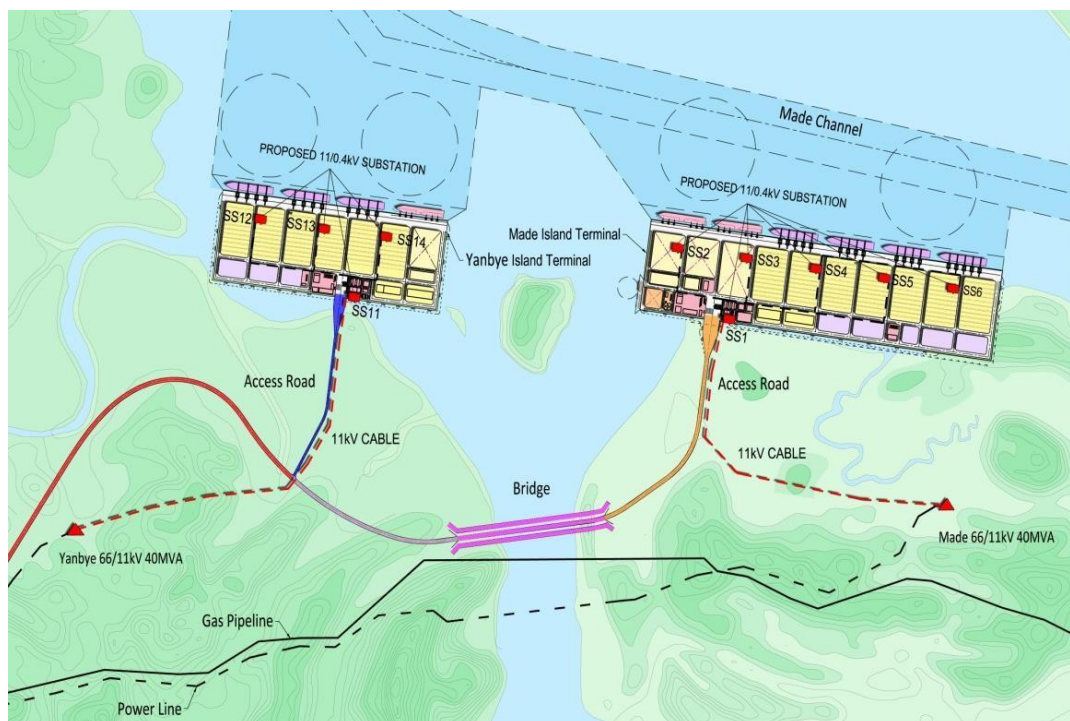 Made Channel
PROPOSED 11/0.4kV SUBSTATION
PROPOSED 11/0.4kV SUBSTATION
SS12
SS13
SS14
Made Island Terminal
Yanbye Island Terminal
SS2
SS3
SS4
SS5
SS6
SS11
SS1
Access Road
Access Road
11kV CABLE
11kV CABLE
Bridge
Yanbye 66/11kV 40MVA
Made 66/11kV 40MVA
Gas Pipeline
Power Line